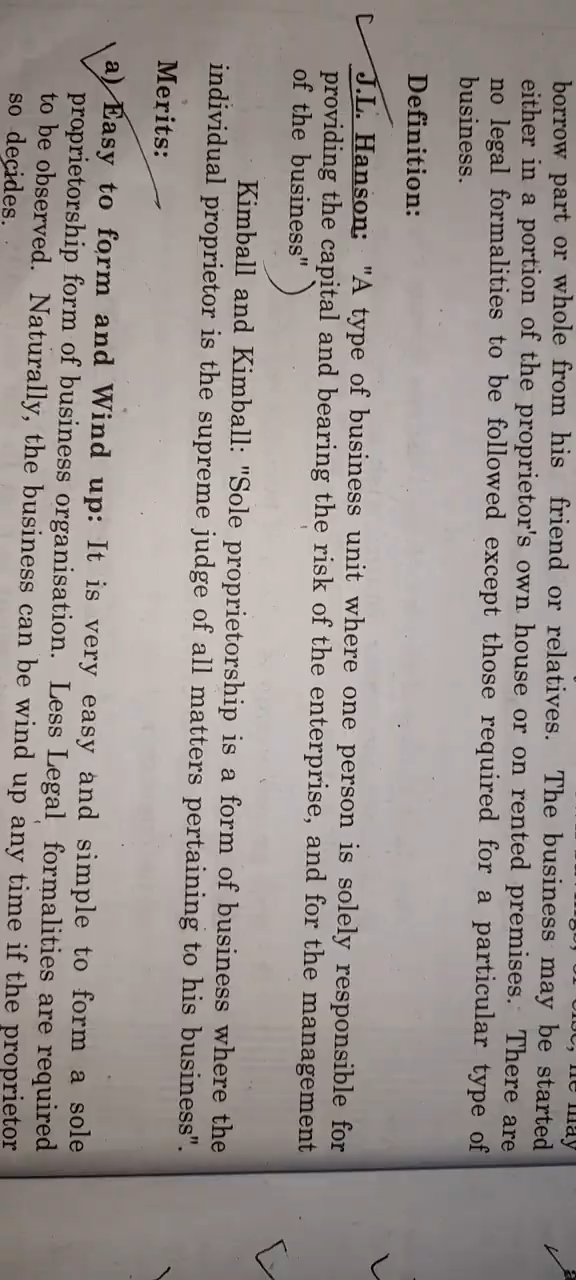 may
borrow part or whole from his friend or relatives. The business may be started
either in a portion of the proprietor's own house or on rented premises. There are
no legal formalities to be followed except those required for a particular type of
business.
Definition:
J.L. Hanson: "A type of business unit where one person is solely responsible for
providing the capital and bearing the risk of the enterprise, and for the management
of the business"
Kimball and Kimball: "Sole proprietorship is a form of business where the
individual proprietor is the supreme judge of all matters pertaining to his business".
Merits:
a) Easy to form and Wind up: It is very easy and simple to form a sole
proprietorship form of business organisation. Less Legal formalities are required
to be observed. Naturally, the business can be wind up any time if the proprietor
so decides.